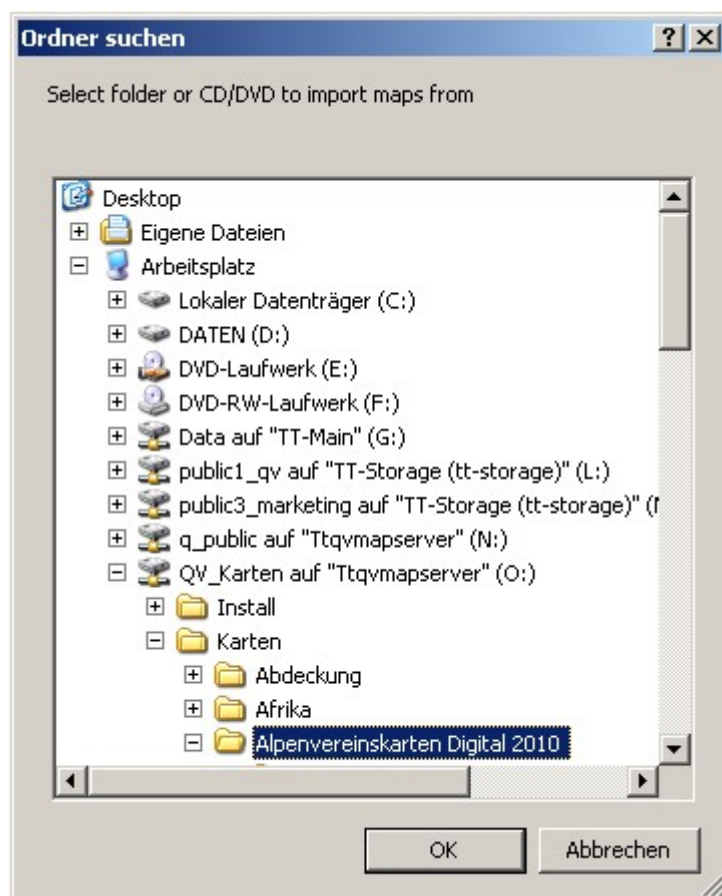 Ordner suchen
Select folder or CD/DVD to import maps from
Desktop
Eigene Dateien
Arbeitsplatz
Lokaler Datenträger (C:)
DATEN (D:)
DVD-Laufwerk (E:)
DVD-RW-Laufwerk (F:)
Data auf "TT-Main" (G:)
public1_qv auf "TT-Storage (tt-storage)" (L:)
public3_marketing auf "TT-Storage (tt-storage)"
q_public auf "Ttqvmapserver" (N:)
QV_Karten auf "Ttqvmapserver" (O:)
Install
Karten
Abdeckung
Afrika
Alpenvereinskarten Digital 2010
OK Abbrechen